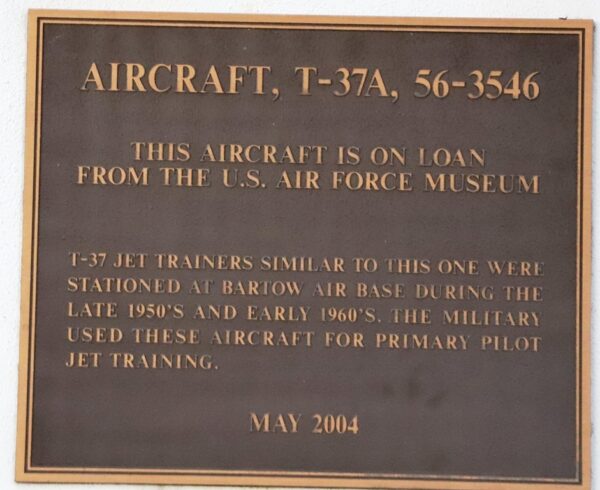 AIRCRAFT, T-37A, 56-3546
THIS AIRCRAFT IS ON LOAN
FROM THE U.S. AIR FORCE MUSEUM
T-37 JET TRAINERS SIMILAR TO THIS ONE WERE
STATIONED AT BARTOW AIR BASE DURING THE
LATE 1950'S AND EARLY 1960'S. THE MILITARY
USED THESE AIRCRAFT FOR PRIMARY PILOT
JET TRAINING.
MAY 2004